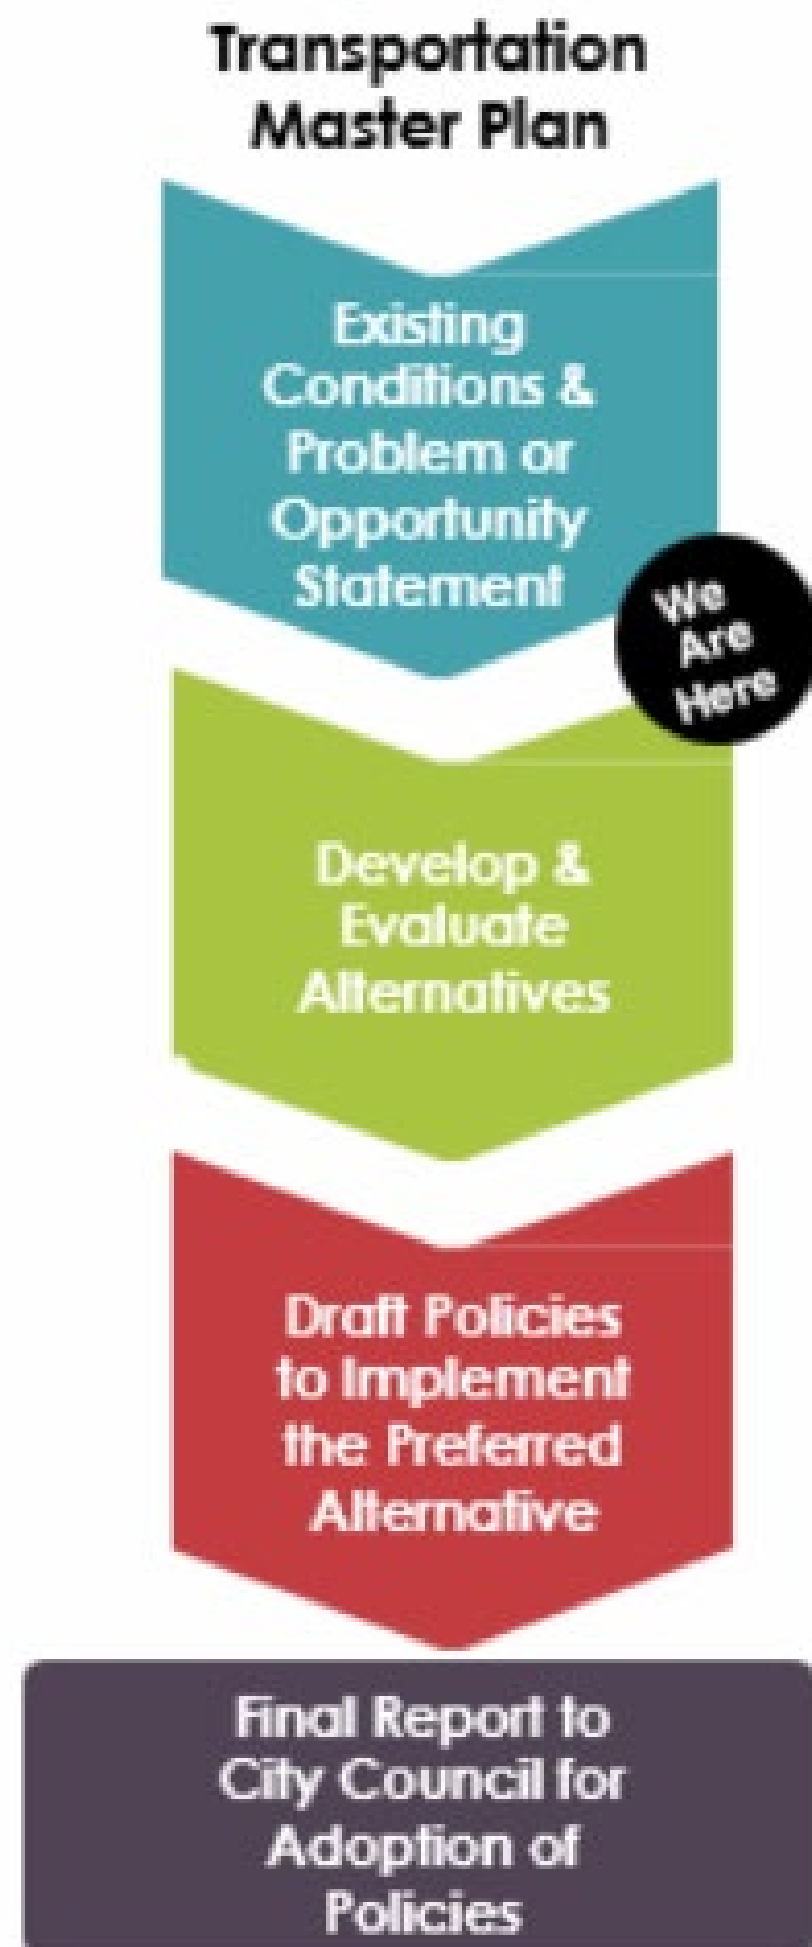 Transportation
Master Plan
Existing
Conditions &
Problem or
Opportunity
Statement
We
Are
Here
Develop &
Evaluate
Alternatives
Draft Policies
to Implement
the Preferred
Alternative
Final Report to
City Council for
Adoption of
Policies